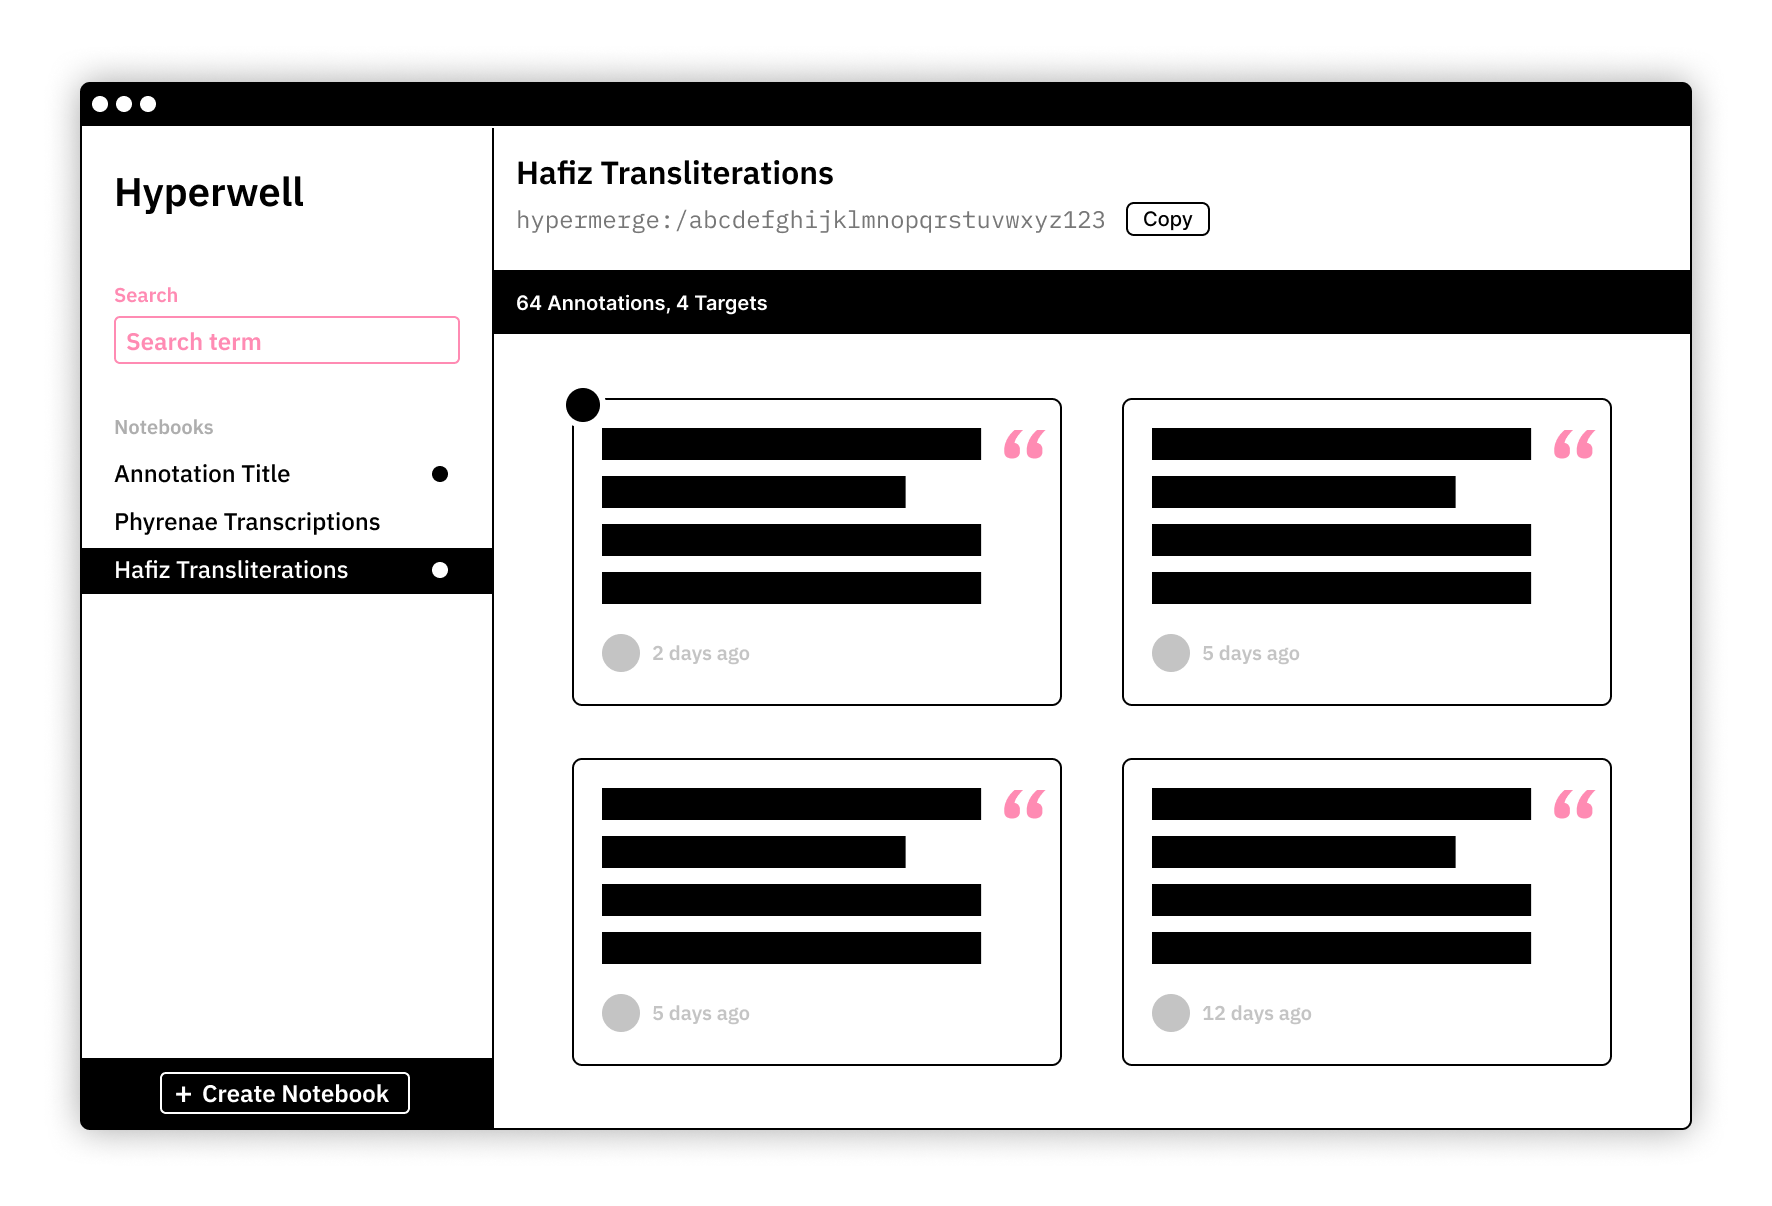 Hyperwell
Search
Search term
Notebooks
Annotation Title
Phyrenae Transcriptions
Hafiz Transliterations
+ Create Notebook
Hafiz Transliterations
hypermerge:/abcdefghijklmnopqrstuvwxyz123 Copy
64 Annotations, 4 Targets
“
2 days ago
“
5 days ago
“
5 days ago
“
12 days ago